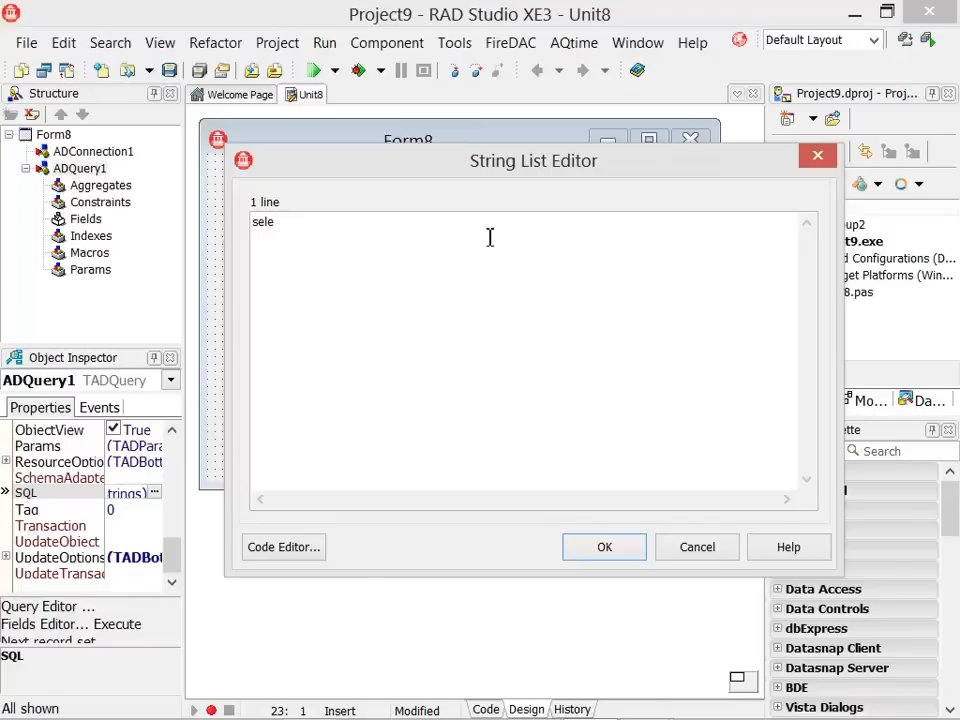 Project9 - RAD Studio XE3 - Unit8
File Edit Search View Refactor Project Run Component Tools FireDAC AQtime Window Help
Default Layout
Structure
Form8
ADConnection1
ADQuery1
Aggregates
Constraints
Fields
Indexes
Macros
Params
Object Inspector
ADQuery1 TADQuery
Properties Events
ObjectView True
Params (TADPara
ResourceOptio (TADBott
SchemaAdapte
SQL trings) ...
Tag 0
Transaction
UpdateObject
UpdateOptions (TADBot
UpdateTransac
Query Editor ...
Fields Editor... Execute
Next record set
SQL
All shown
Welcome Page Unit8
Form8
String List Editor
1 line
sele
Code Editor... OK Cancel Help
23: 1 Insert Modified Code Design History
Project9.dproj - Proj...
up2
t9.exe
d Configurations (D...
get Platforms (Win...
8.pas
Mo... Da...
ette
Search
Data Access
Data Controls
dbExpress
Datasnap Client
Datasnap Server
BDE
Vista Dialogs